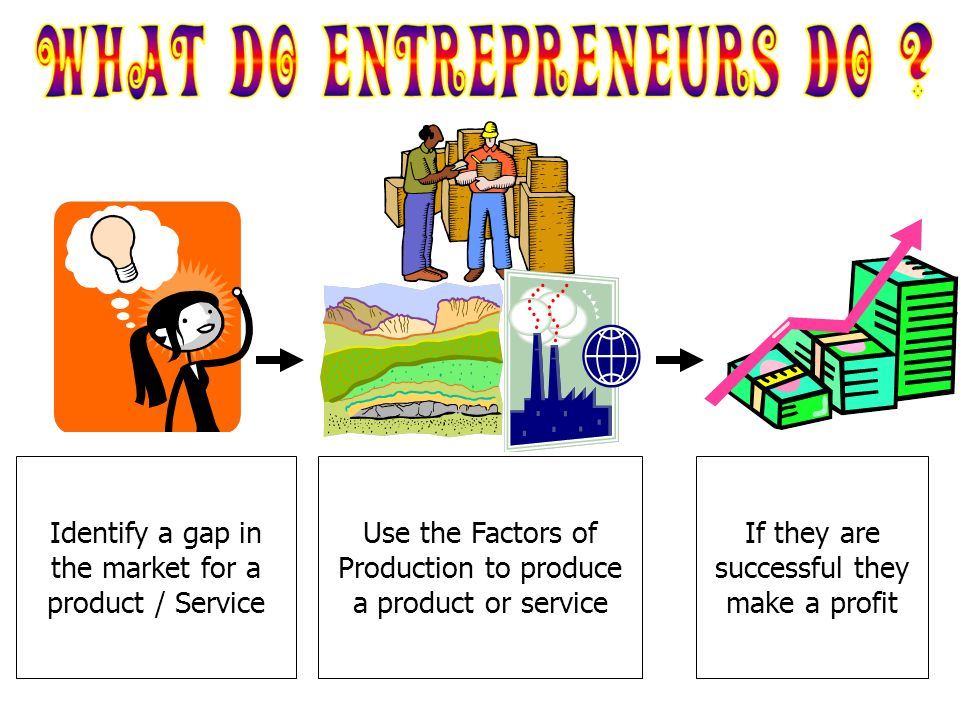 WHAT DO ENTREPRENEURS DO ?
Identify a gap in
the market for a
product / Service
Use the Factors of
Production to produce
a product or service
If they are
successful they
make a profit